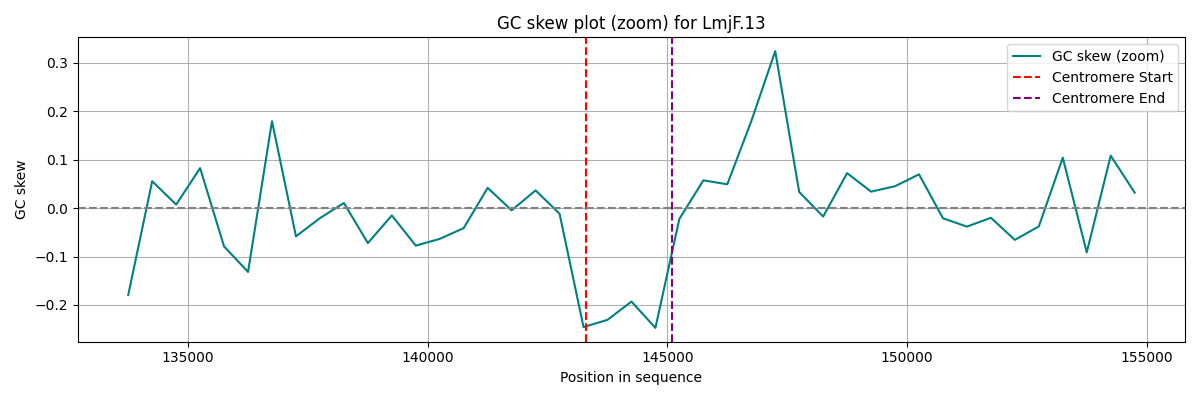 GC skew plot (zoom) for LmjF.13
GC skew
0.3
0.2
0.1
0.0
−0.1
−0.2
GC skew (zoom)
Centromere Start
Centromere End
135000
140000
145000
150000
155000
Position in sequence